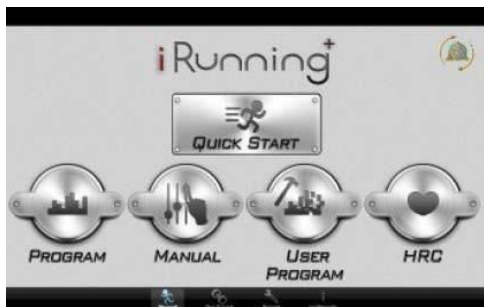 iRunning+
QUICK START
PROGRAM
MANUAL
USER
PROGRAM
HRC